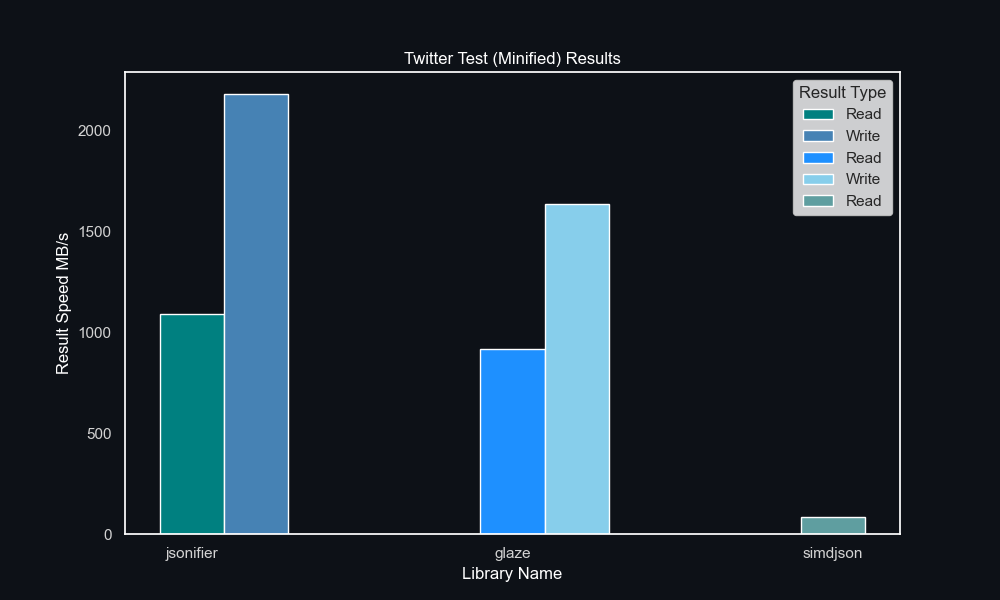 Twitter Test (Minified) Results
Result Type
Read
Write
Read
Write
Read
Result Speed MB/s
2000
1500
1000
500
0
jsonifier glaze simdjson
Library Name